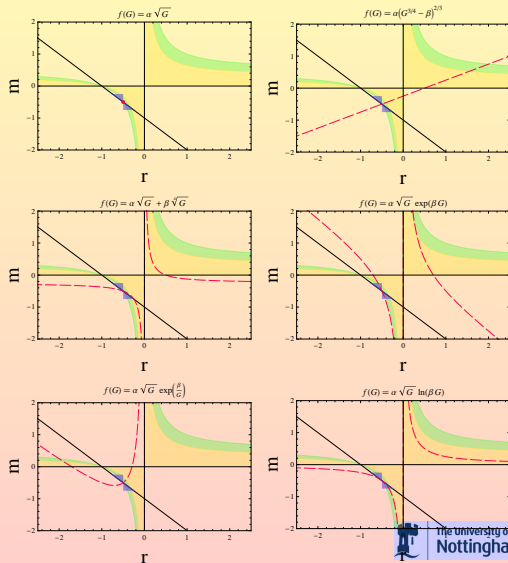 f(G) = α √G
2
1
0
−1
−2
m
−2 −1 0 1 2
r
f(G) = α(G^{3/4} − β)^{2/3}
2
1
0
−1
−2
−2 −1 0 1 2
r
f(G) = α √G + β ∜G
2
1
0
−1
−2
m
−2 −1 0 1 2
r
f(G) = α √G exp(β G)
2
1
0
−1
−2
−2 −1 0 1 2
r
f(G) = α √G exp(β/G)
2
1
0
−1
−2
m
−2 −1 0 1 2
r
f(G) = α √G ln(β G)
2
1
0
−1
−2
−2 −1 0 1 2
r
The University of
Nottingha